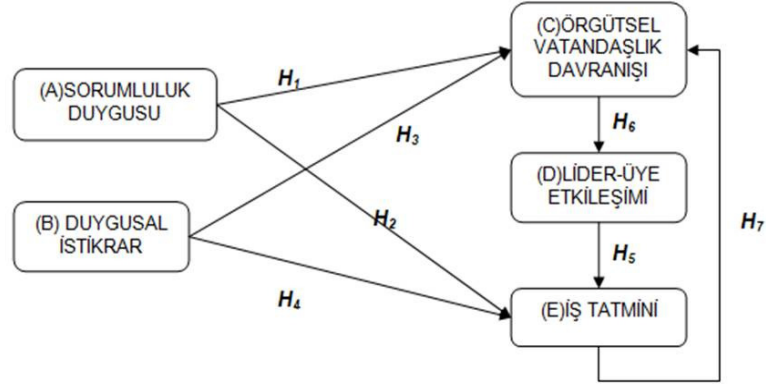 (A)SORUMLULUK
DUYGUSU
(B) DUYGUSAL
İSTİKRAR
H1
H3
H2
H4
(C)ÖRGÜTSEL
VATANDAŞLIK
DAVRANIŞI
H6
(D)LİDER-ÜYE
ETKİLEŞİMİ
H5
(E)İŞ TATMİNİ
H7